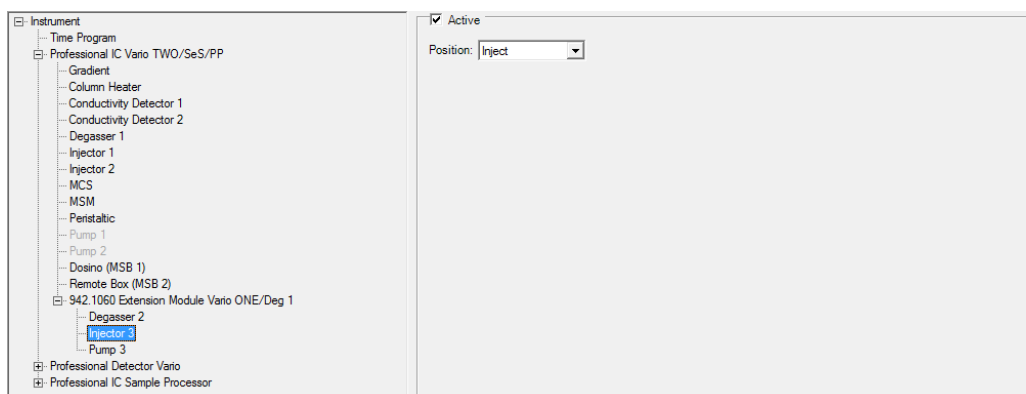 Instrument
Time Program
Professional IC Vario TWO/SeS/PP
Gradient
Column Heater
Conductivity Detector 1
Conductivity Detector 2
Degasser 1
Injector 1
Injector 2
MCS
MSM
Peristaltic
Pump 1
Pump 2
Dosino (MSB 1)
Remote Box (MSB 2)
942.1060 Extension Module Vario ONE/Deg 1
Degasser 2
Injector 3
Pump 3
Professional Detector Vario
Professional IC Sample Processor
Active
Position: Inject